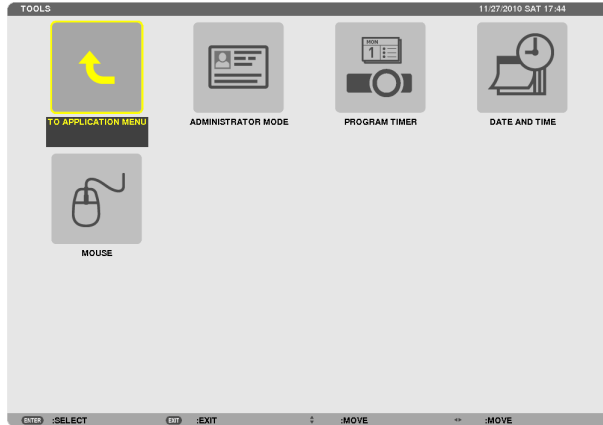 TOOLS 11/27/2010 SAT 17:44
MON
1
TO APPLICATION MENU ADMINISTRATOR MODE PROGRAM TIMER DATE AND TIME
MOUSE
ENTER :SELECT EXIT :EXIT :MOVE :MOVE